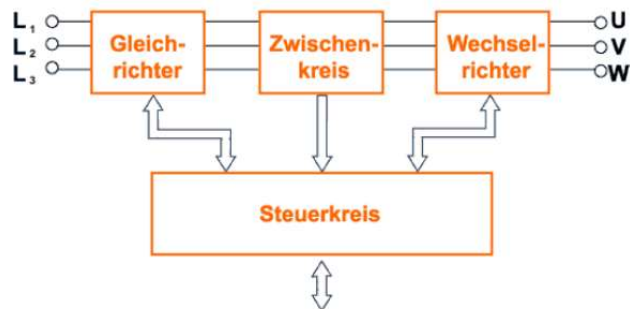 L1
L2
L3
Gleich-
richter
Zwischen-
kreis
Wechsel-
richter
U
V
W
Steuerkreis